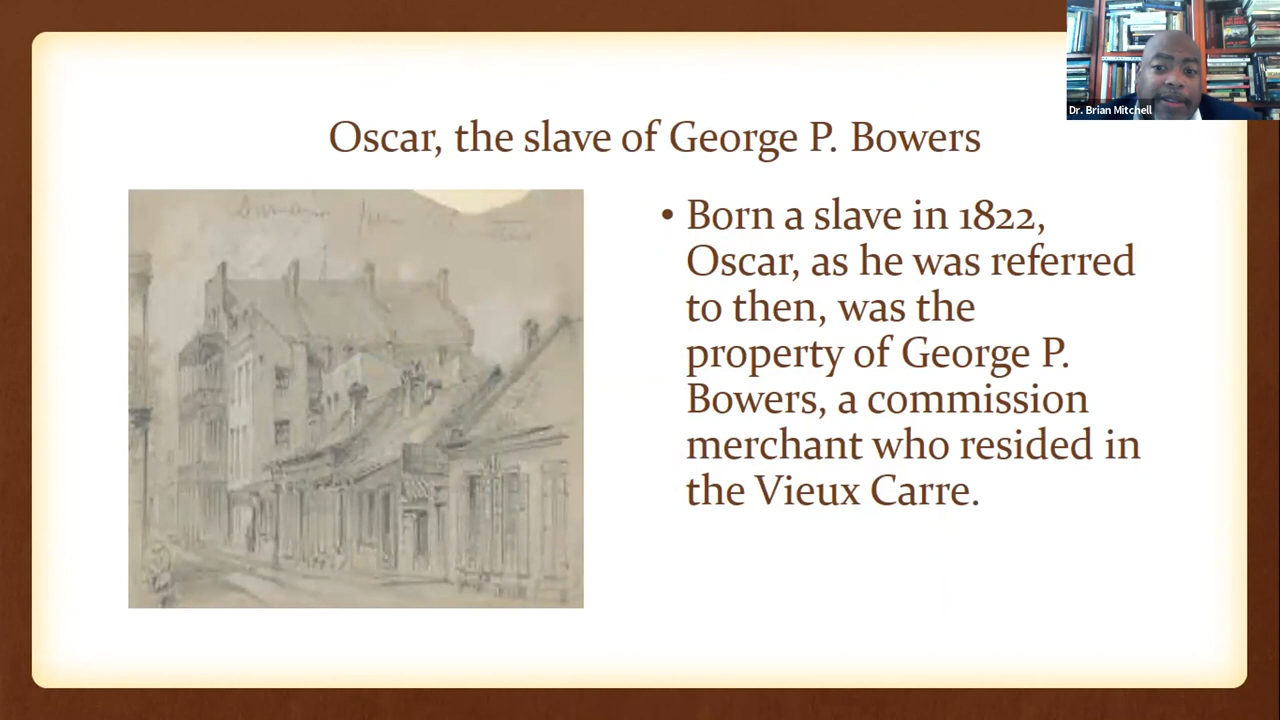 Dr. Brian Mitchell
Oscar, the slave of George P. Bowers
• Born a slave in 1822,
Oscar, as he was referred
to then, was the
property of George P.
Bowers, a commission
merchant who resided in
the Vieux Carre.